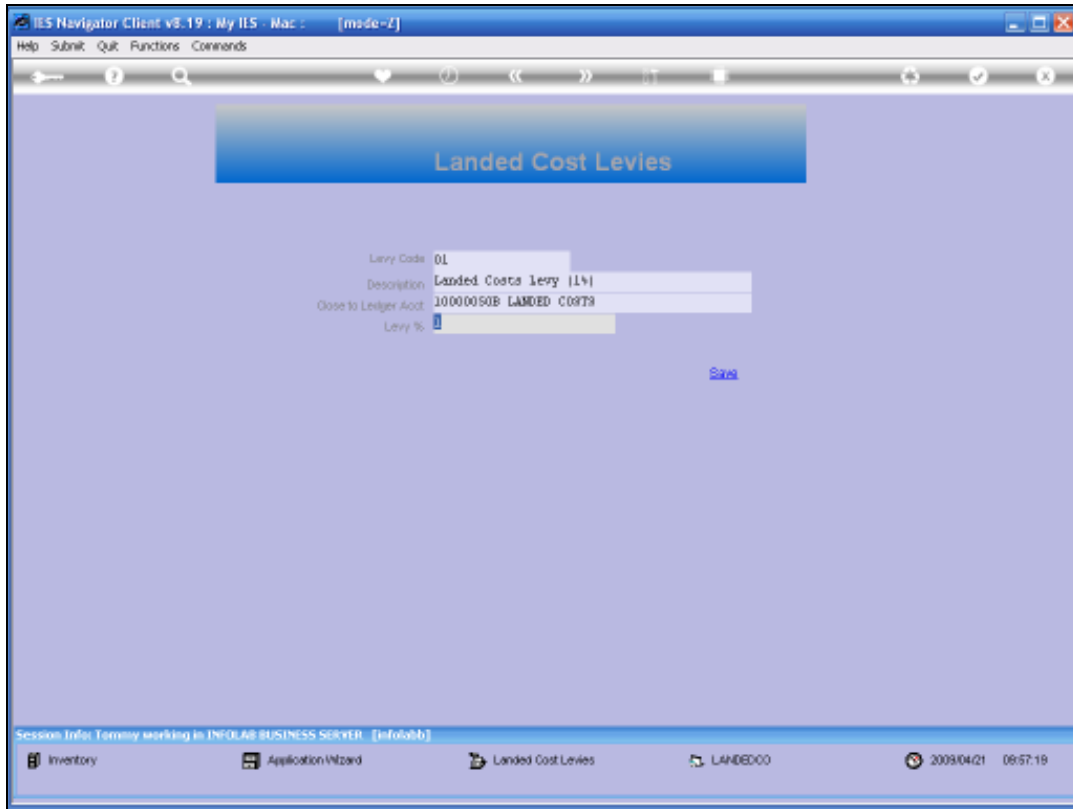 IES Navigator Client v8.19 : My IES - Mac : [mode=Z]
Help Submit Quit Functions Commands
Landed Cost Levies
Levy Code 01
Description Landed Costs levy (1%)
Close to Ledger Acct 10000050B LANDED COSTS
Levy % 1
Save
Session Info: Tommy working in INFOLAB BUSINESS SERVER [infolabb]
Inventory Application Wizard Landed Cost Levies LANDEDCO 2009/04/21 09:57:19